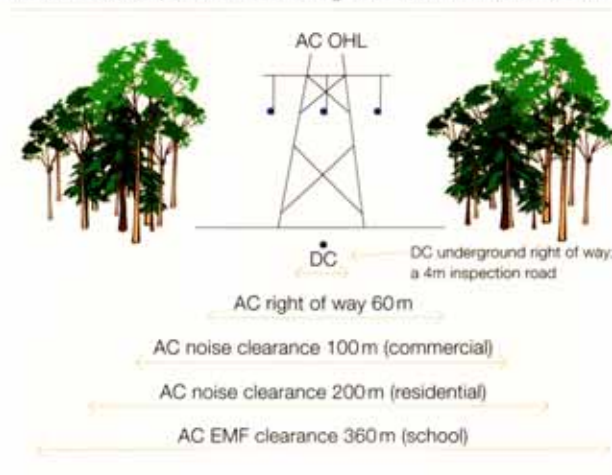 AC OHL
DC
DC underground right of way:
a 4m inspection road
AC right of way 60m
AC noise clearance 100m (commercial)
AC noise clearance 200m (residential)
AC EMF clearance 360m (school)